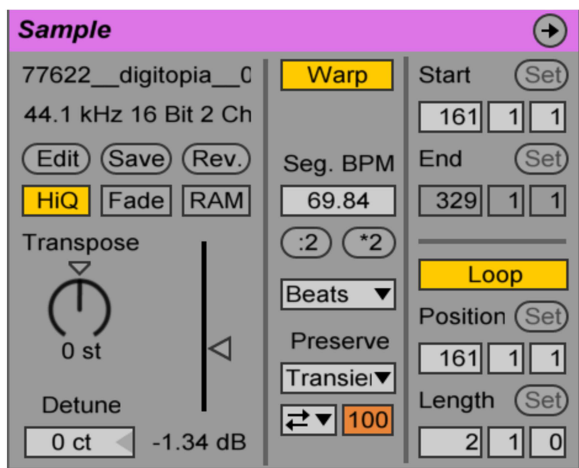 Sample
77622__digitopia__0
44.1 kHz 16 Bit 2 Ch
Edit Save Rev.
HiQ Fade RAM
Transpose
0 st
Detune
0 ct -1.34 dB
Warp
Seg. BPM
69.84
:2 *2
Beats
Preserve
Transie
100
Start Set
161 1 1
End Set
329 1 1
Loop
Position Set
161 1 1
Length Set
2 1 0